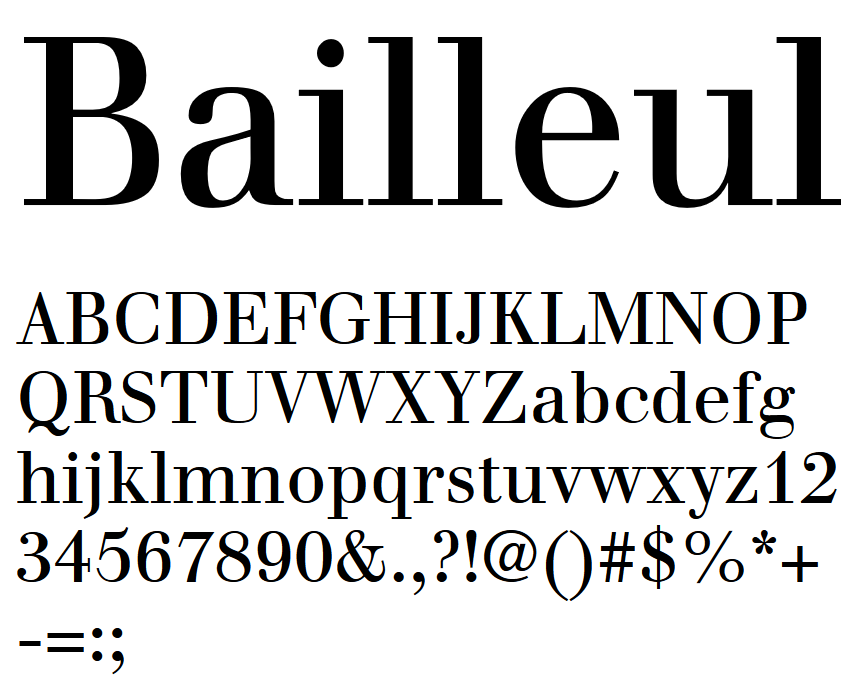 Bailleul
ABCDEFGHIJKLMNOP
QRSTUVWXYZabcdefg
hijklmnopqrstuvwxyz12
34567890&.,?!@()#$%*+
-=:;